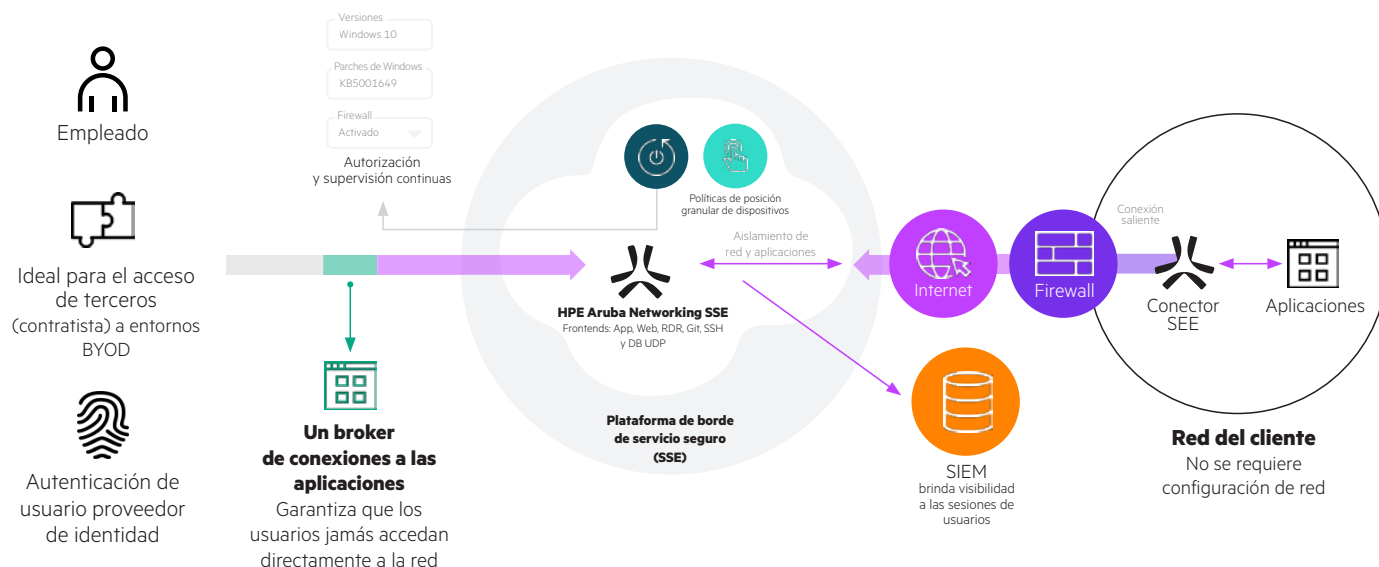 Empleado
Ideal para el acceso
de terceros
(contratista) a entornos
BYOD
Autenticación de
usuario proveedor
de identidad
Versiones
Windows 10
Parches de Windows
KB5001649
Firewall
Activado
Autorización
y supervisión continuas
Un broker
de conexiones a las
aplicaciones
Garantiza que los
usuarios jamás accedan
directamente a la red
Políticas de posición
granular de dispositivos
Aislamiento de
red y aplicaciones
HPE Aruba Networking SSE
Frontends: App, Web, RDR, Git, SSH
y DB UDP
Plataforma de borde
de servicio seguro
(SSE)
Internet
Firewall
SIEM
brinda visibilidad
a las sesiones de
usuarios
Conexión
saliente
Conector
SEE
Aplicaciones
Red del cliente
No se requiere
configuración de red